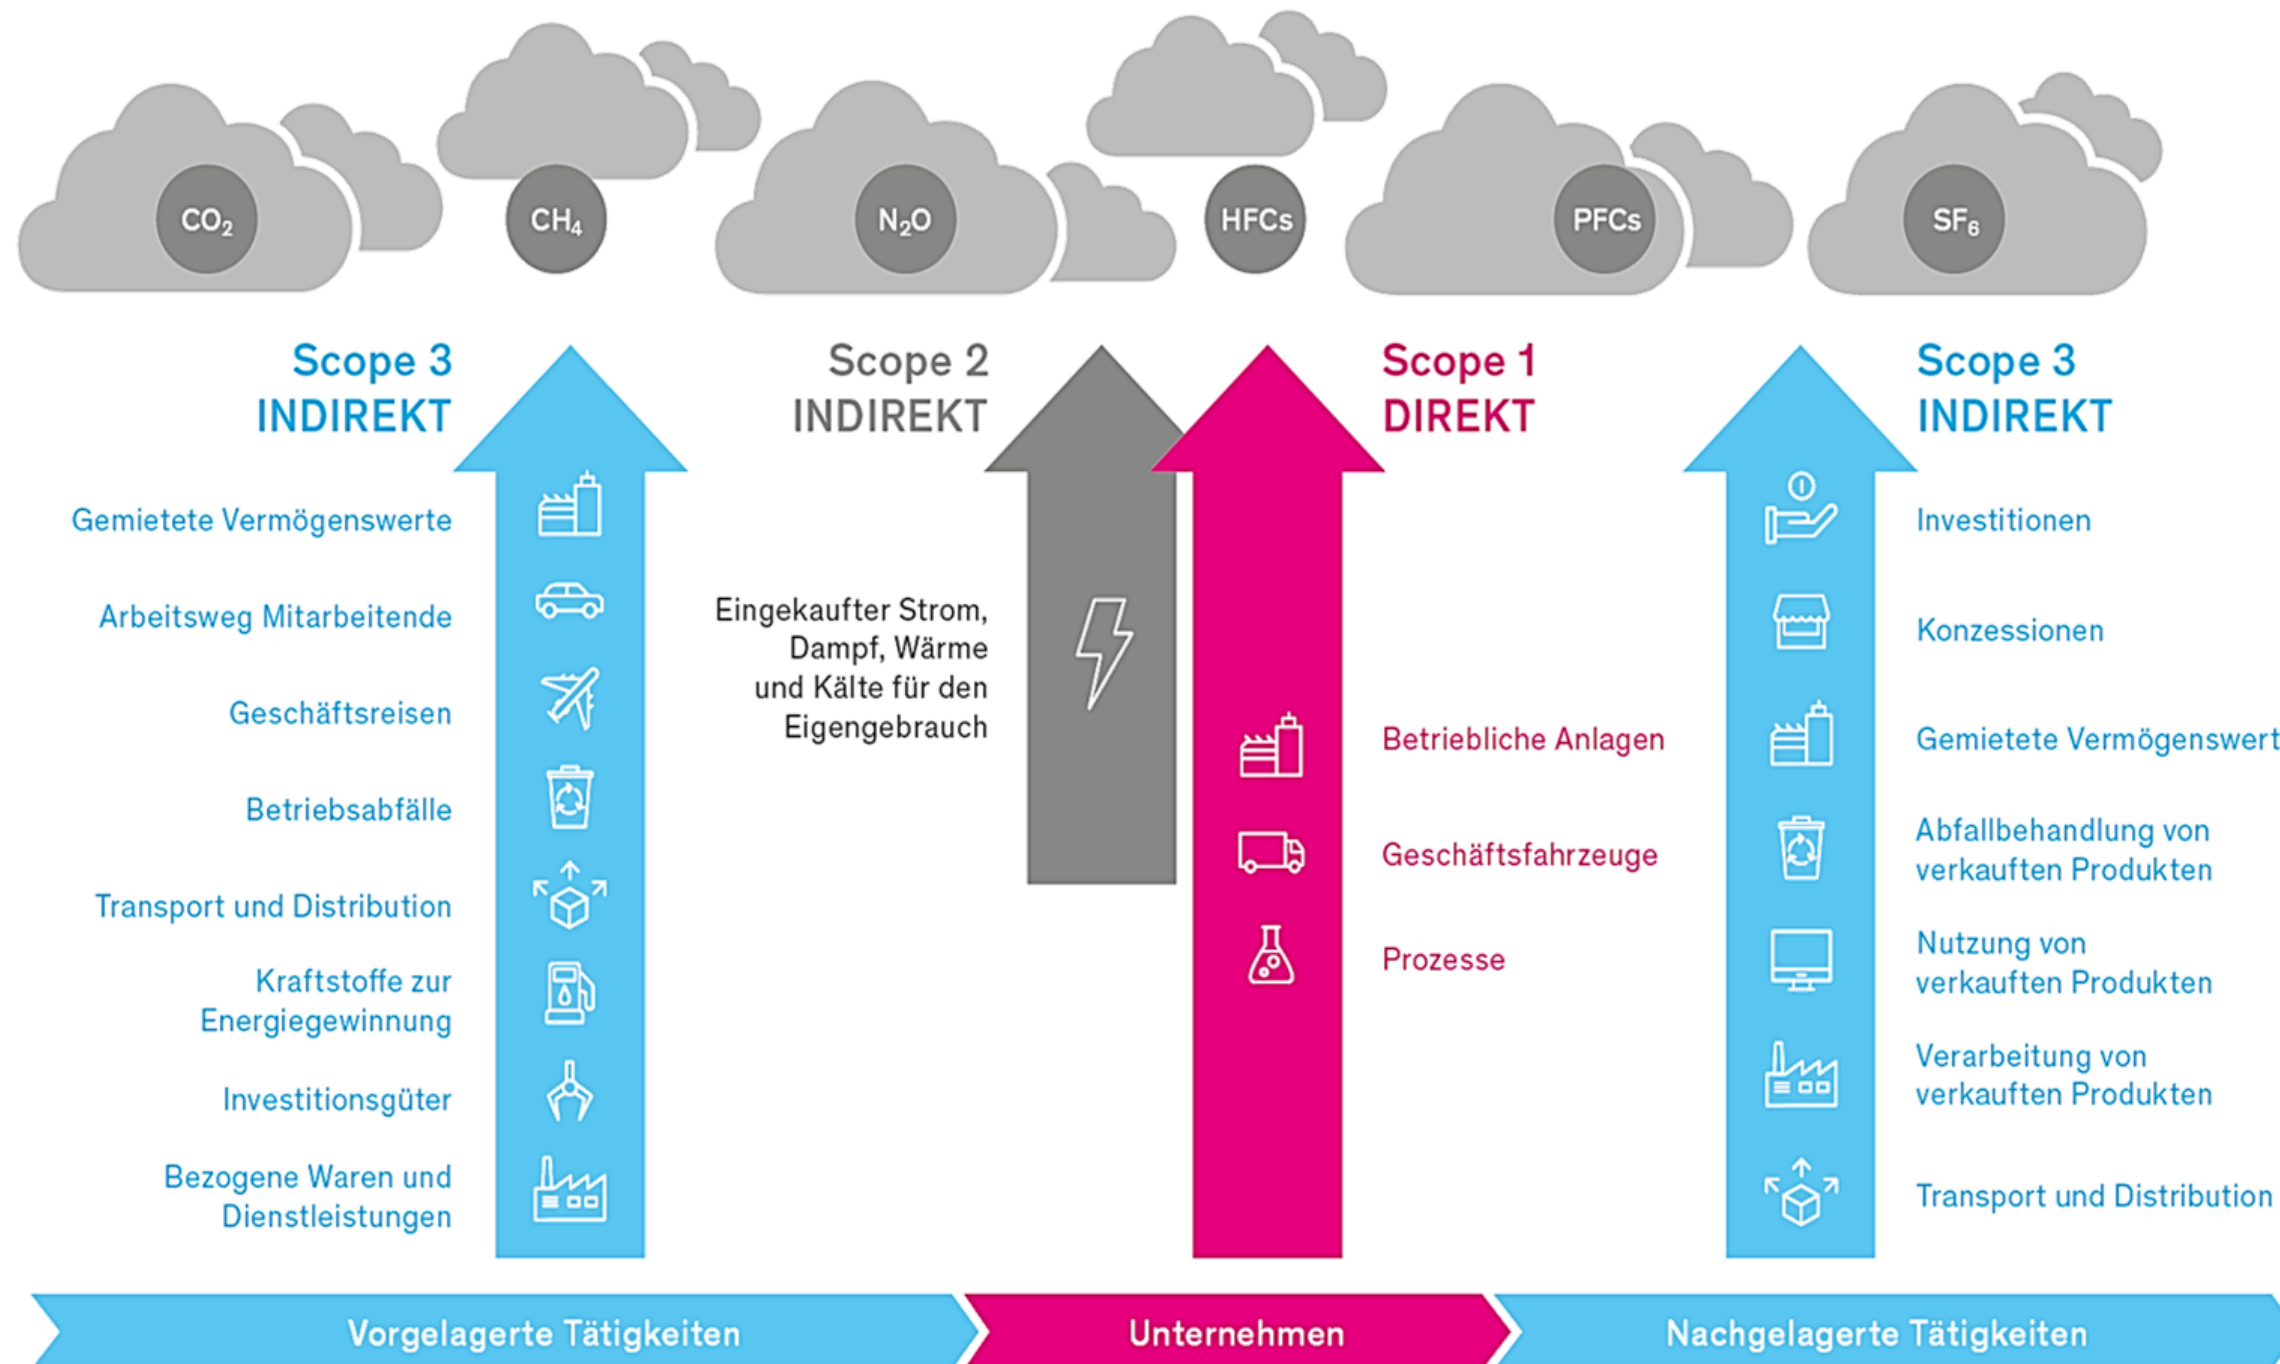 CO₂
CH₄
N₂O
HFCs
PFCs
SF₆
Scope 3
INDIREKT
Gemietete Vermögenswerte
Arbeitsweg Mitarbeitende
Geschäftsreisen
Betriebsabfälle
Transport und Distribution
Kraftstoffe zur
Energiegewinnung
Investitionsgüter
Bezogene Waren und
Dienstleistungen
Scope 2
INDIREKT
Eingekaufter Strom,
Dampf, Wärme
und Kälte für den
Eigengebrauch
Scope 1
DIREKT
Betriebliche Anlagen
Geschäftsfahrzeuge
Prozesse
Scope 3
INDIREKT
Investitionen
Konzessionen
Gemietete Vermögenswert
Abfallbehandlung von
verkauften Produkten
Nutzung von
verkauften Produkten
Verarbeitung von
verkauften Produkten
Transport und Distribution
Vorgelagerte Tätigkeiten
Unternehmen
Nachgelagerte Tätigkeiten